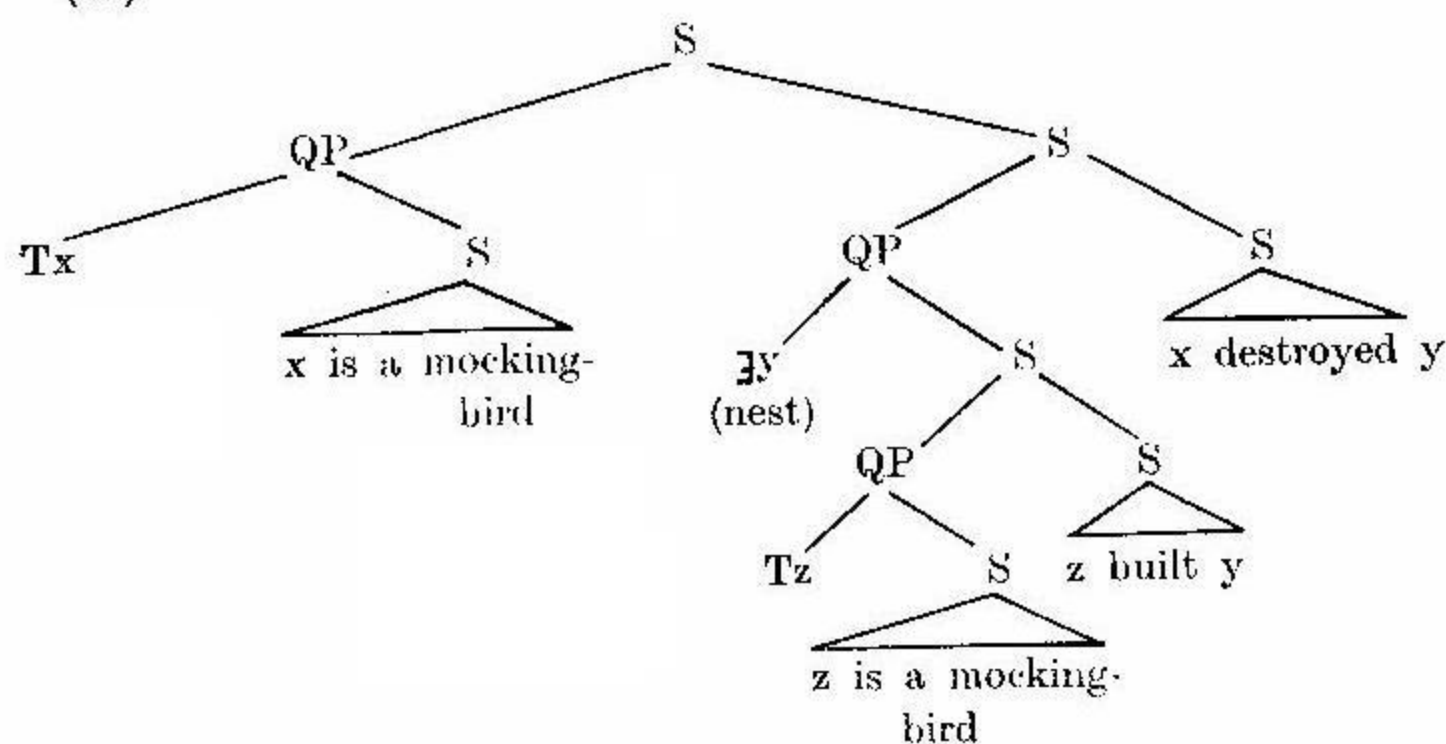 S
QP S
Tx S QP S
x is a mocking-
bird
∃y
(nest)
S x destroyed y
QP S
Tz S z built y
z is a mocking-
bird